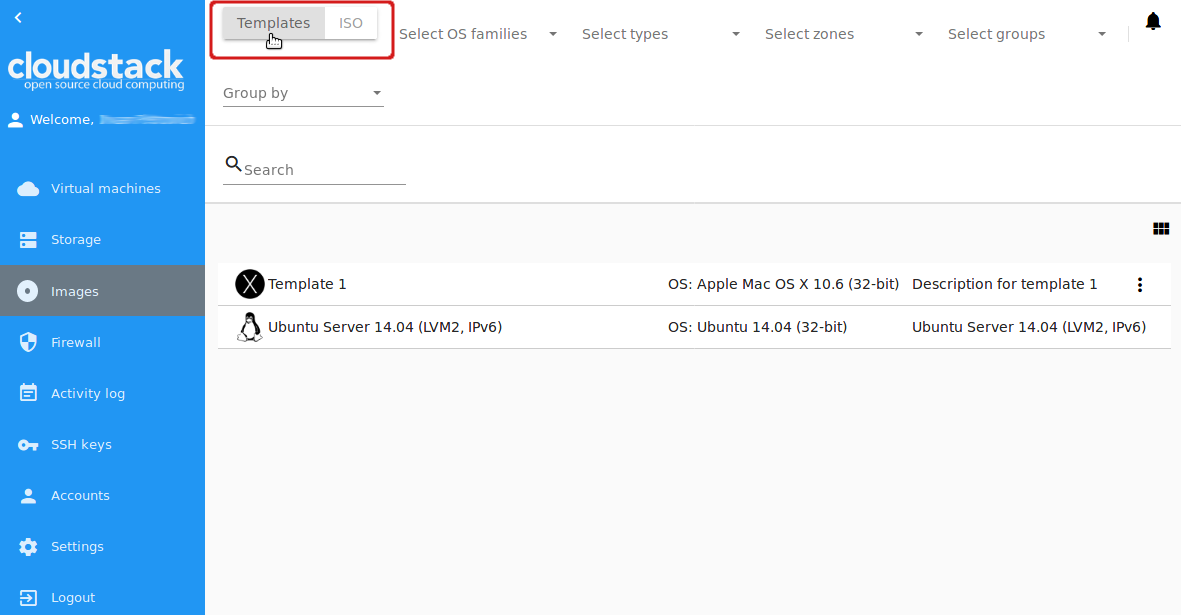 cloudstack
open source cloud computing
Welcome,
Virtual machines
Storage
Images
Firewall
Activity log
SSH keys
Accounts
Settings
Logout
Templates ISO Select OS families Select types Select zones Select groups
Group by
Search
X Template 1 OS: Apple Mac OS X 10.6 (32-bit) Description for template 1
Ubuntu Server 14.04 (LVM2, IPv6) OS: Ubuntu 14.04 (32-bit) Ubuntu Server 14.04 (LVM2, IPv6)